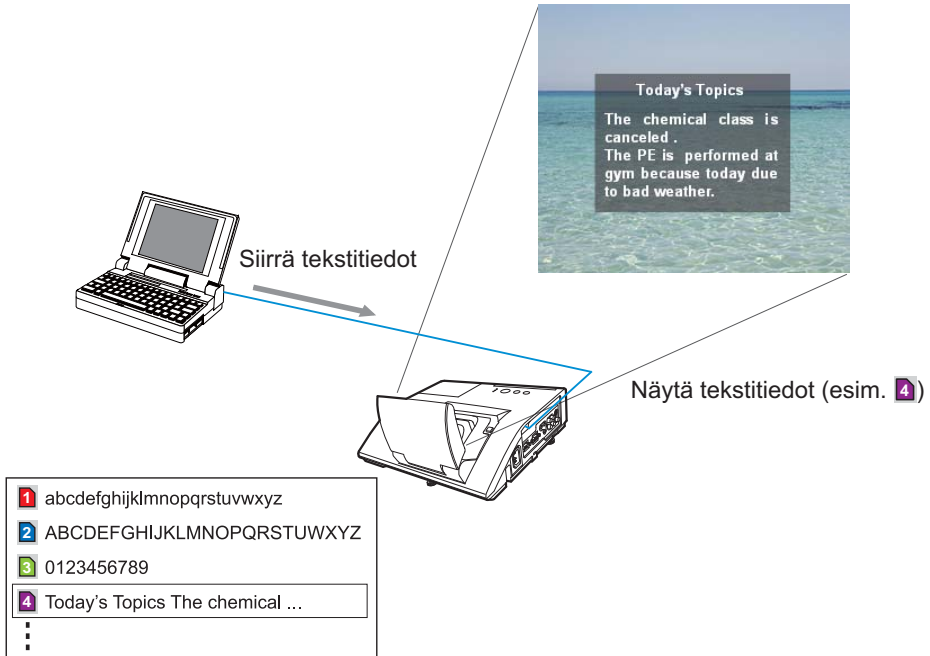 Today's Topics
The chemical class is
canceled .
The PE is performed at
gym because today due
to bad weather.
Siirrä tekstitiedot
Näytä tekstitiedot (esim. 4)
1 abcdefghijklmnopqrstuvwxyz
2 ABCDEFGHIJKLMNOPQRSTUWXYZ
3 0123456789
4 Today's Topics The chemical ...